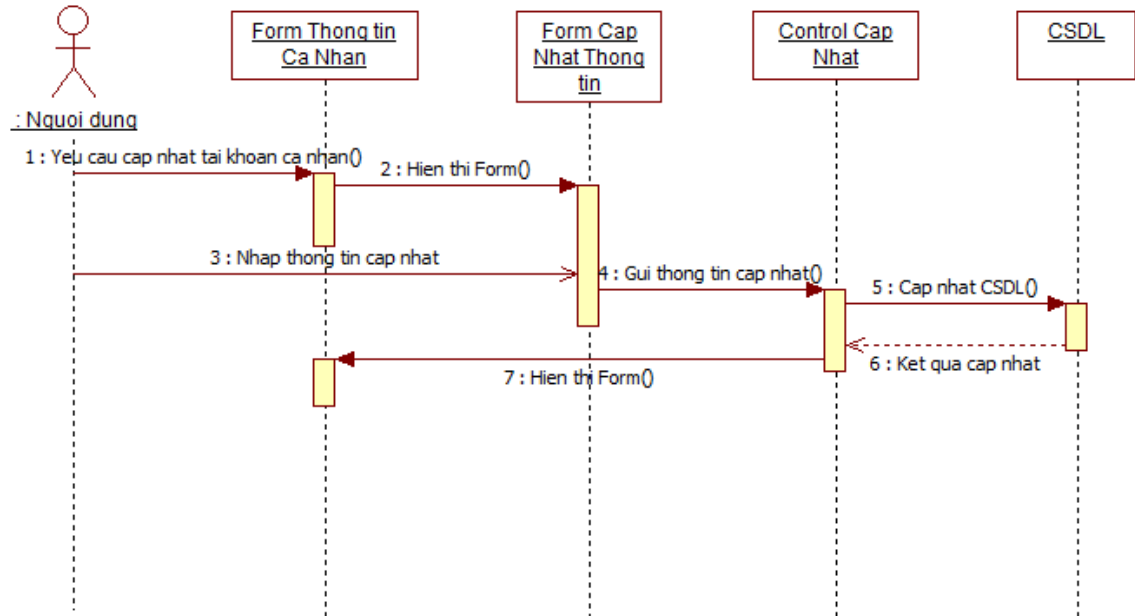 Form Thong tin
Ca Nhan
Form Cap
Nhat Thong
tin
Control Cap
Nhat
CSDL
: Nguoi dung
1 : Yeu cau cap nhat tai khoan ca nhan()
2 : Hien thi Form()
3 : Nhap thong tin cap nhat
4 : Gui thong tin cap nhat()
5 : Cap nhat CSDL()
6 : Ket qua cap nhat
7 : Hien thi Form()